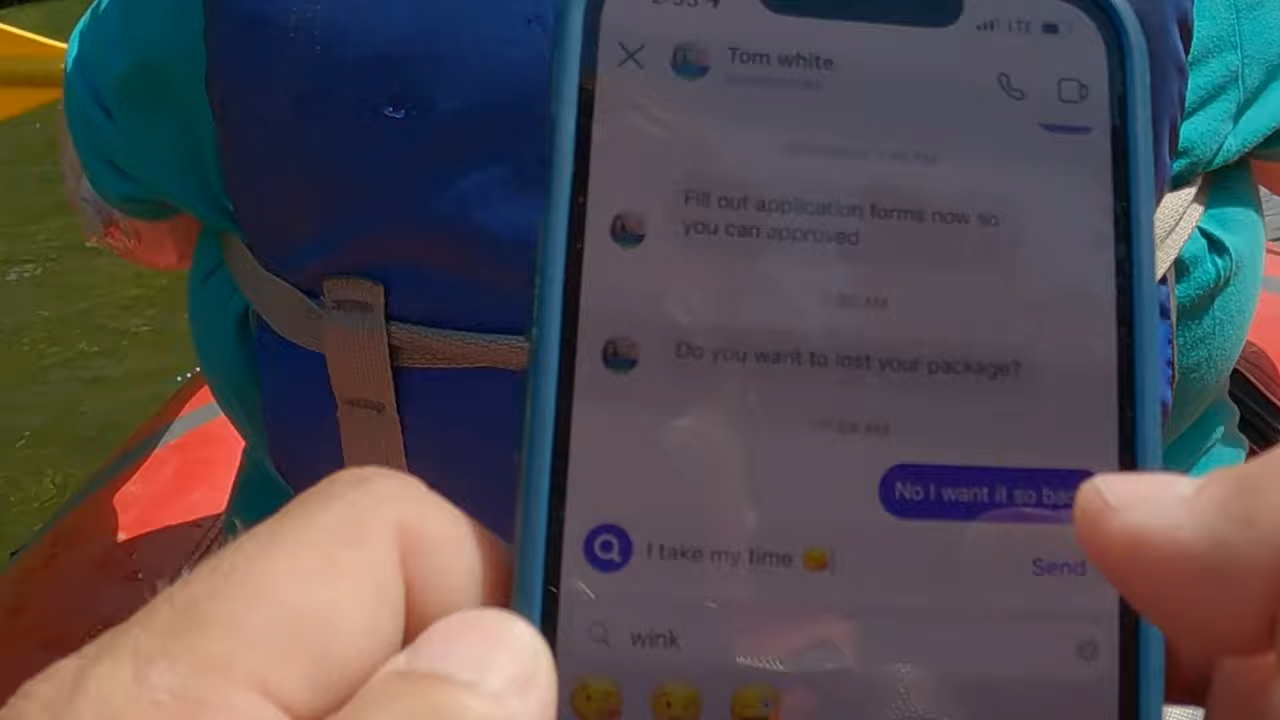 LTE
Tom white
Fill out application forms now so
you can approved
Do you want to lost your package?
No I want it so
I take my time 
Send
wink